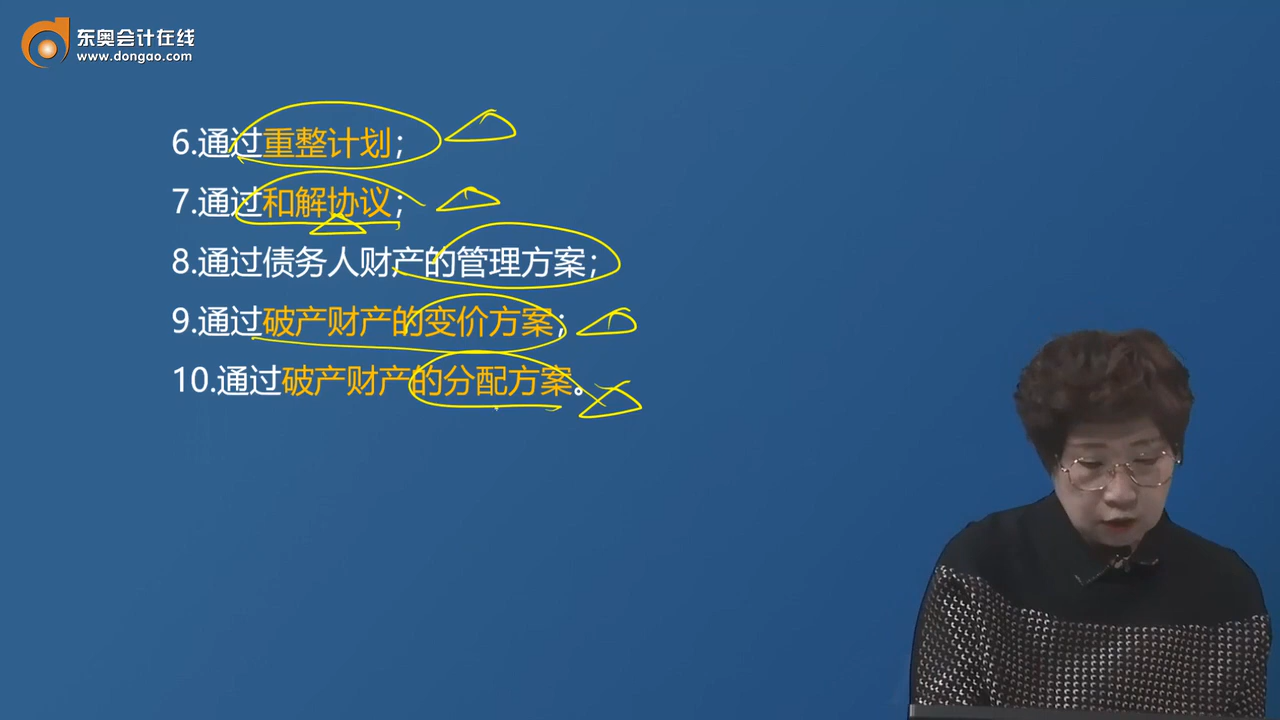 东奥会计在线
www.dongao.com
6.通过重整计划；
7.通过和解协议；
8.通过债务人财产的管理方案；
9.通过破产财产的变价方案；
10.通过破产财产的分配方案。